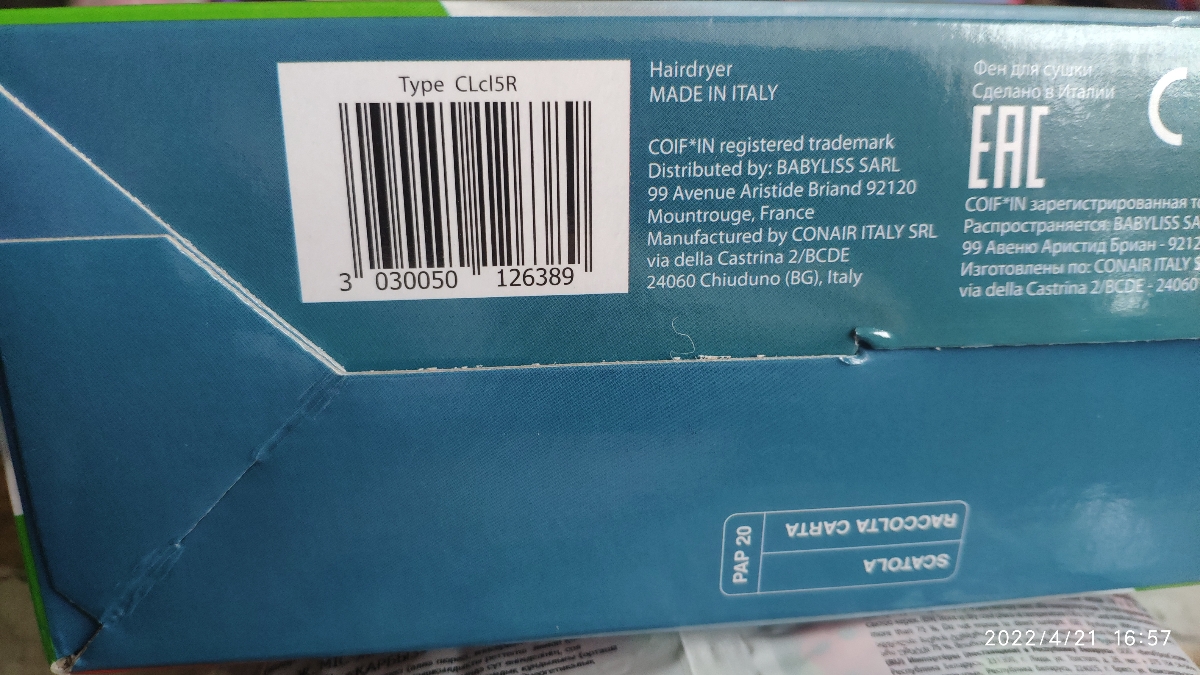 Type CLcl5R
3 030050 126389
Hairdryer
MADE IN ITALY
COIF*IN registered trademark
Distributed by: BABYLISS SARL
99 Avenue Aristide Briand 92120
Mountrouge, France
Manufactured by CONAIR ITALY SRL
via della Castrina 2/BCDE
24060 Chiuduno (BG), Italy
Фен для сушки
Сделано в Италии
EAC
COIF*IN зарегистрированная
Распространяется: BABYLISS
99 Авеню Аристид Бриан -
Изготовлены по: CONAIR ITALY
via della Castrina 2/BCDE - 24060
PAP 20
SCATOLA
RACCOLTA CARTA
2022/4/21 16:57